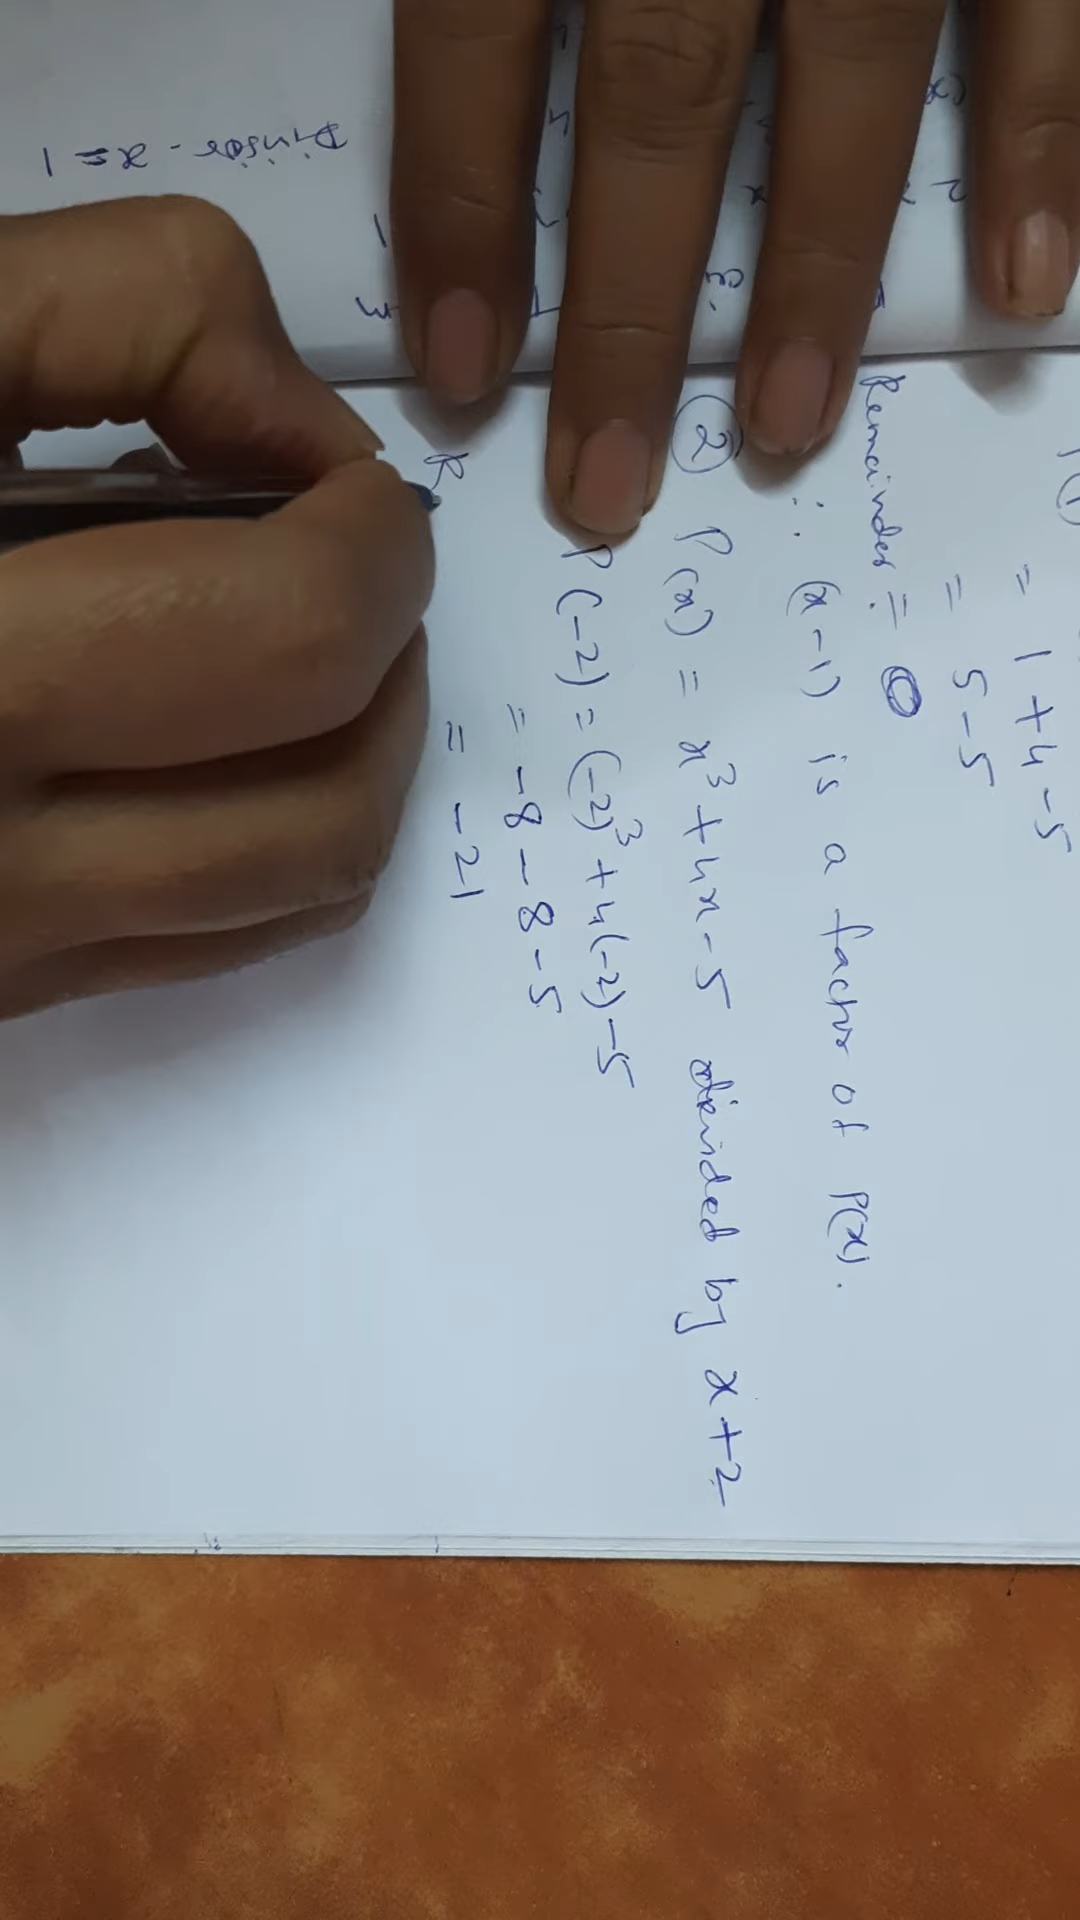 = 1 + 4 - 5
= 5 - 5
Remainder = 0
∴ (x-1) is a factor of P(x).
② P(x) = x³ + 4x - 5 divided by x+2
P(-2) = (-2)³ + 4(-2) - 5
= -8 - 8 - 5
= -21
R
Divisor - x = 1